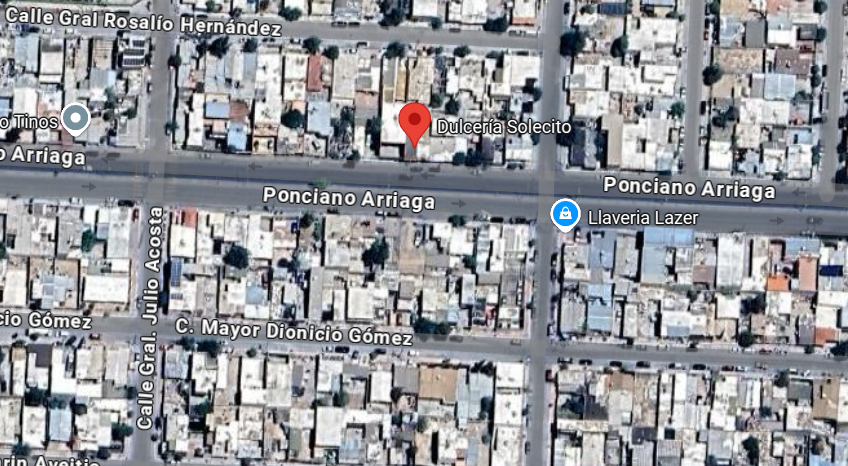 Calle Gral Rosalío Hernández
o Tinos
Dulcería Solecito
o Arriaga
Ponciano Arriaga
Ponciano Arriaga
Llaveria Lazer
Calle Gral. Julio Acosta
cio Gómez
C. Mayor Dionicio Gómez